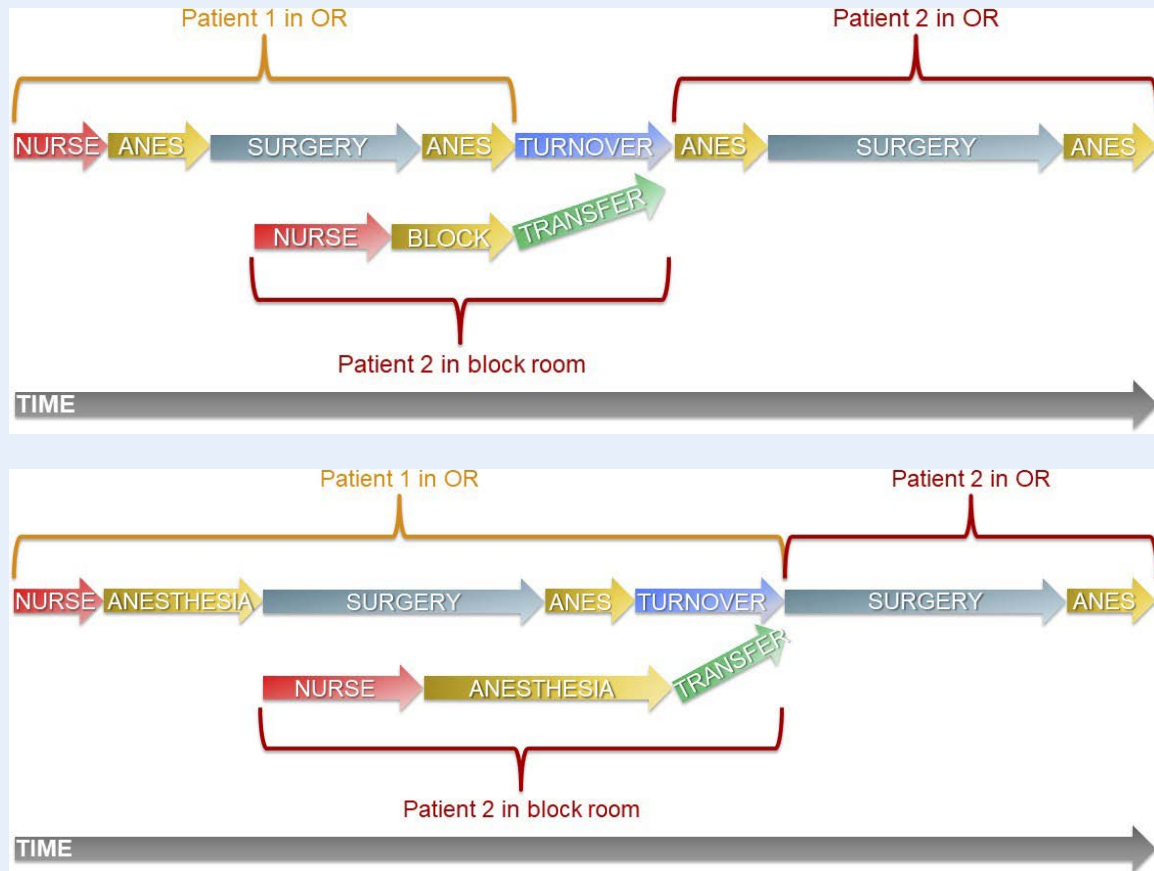 Patient 1 in OR
Patient 2 in OR
NURSE
ANES
SURGERY
ANES
TURNOVER
ANES
SURGERY
ANES
NURSE
BLOCK
TRANSFER
Patient 2 in block room
TIME
Patient 1 in OR
Patient 2 in OR
NURSE
ANESTHESIA
SURGERY
ANES
TURNOVER
SURGERY
ANES
NURSE
ANESTHESIA
TRANSFER
Patient 2 in block room
TIME